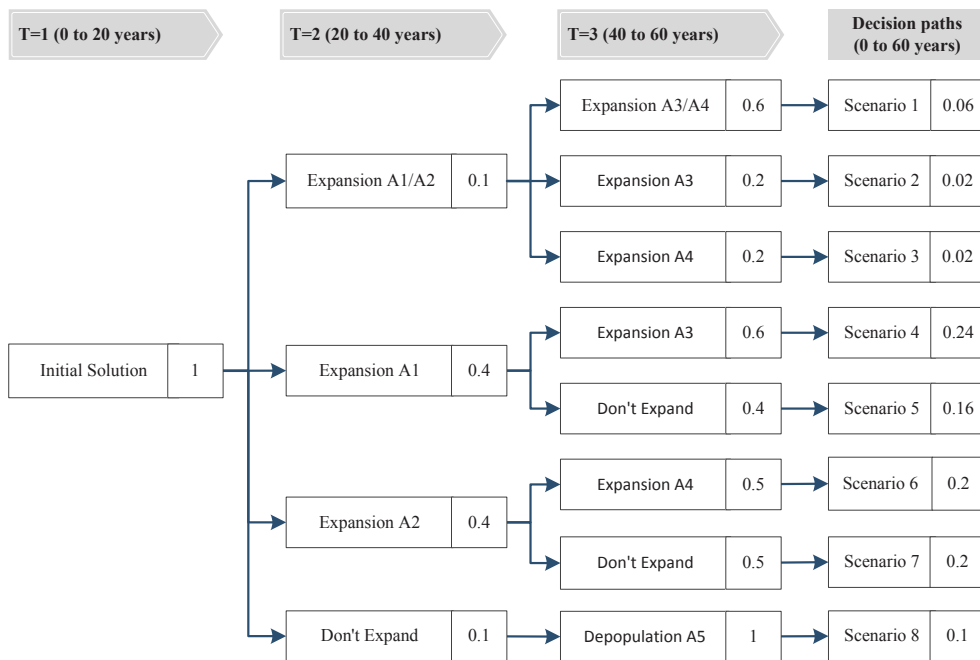 T=1 (0 to 20 years)
T=2 (20 to 40 years)
T=3 (40 to 60 years)
Decision paths
(0 to 60 years)
Expansion A3/A4 0.6 Scenario 1 0.06
Expansion A1/A2 0.1
Expansion A3 0.2 Scenario 2 0.02
Expansion A4 0.2 Scenario 3 0.02
Expansion A3 0.6 Scenario 4 0.24
Initial Solution 1
Expansion A1 0.4
Don't Expand 0.4 Scenario 5 0.16
Expansion A4 0.5 Scenario 6 0.2
Expansion A2 0.4
Don't Expand 0.5 Scenario 7 0.2
Don't Expand 0.1 Depopulation A5 1 Scenario 8 0.1